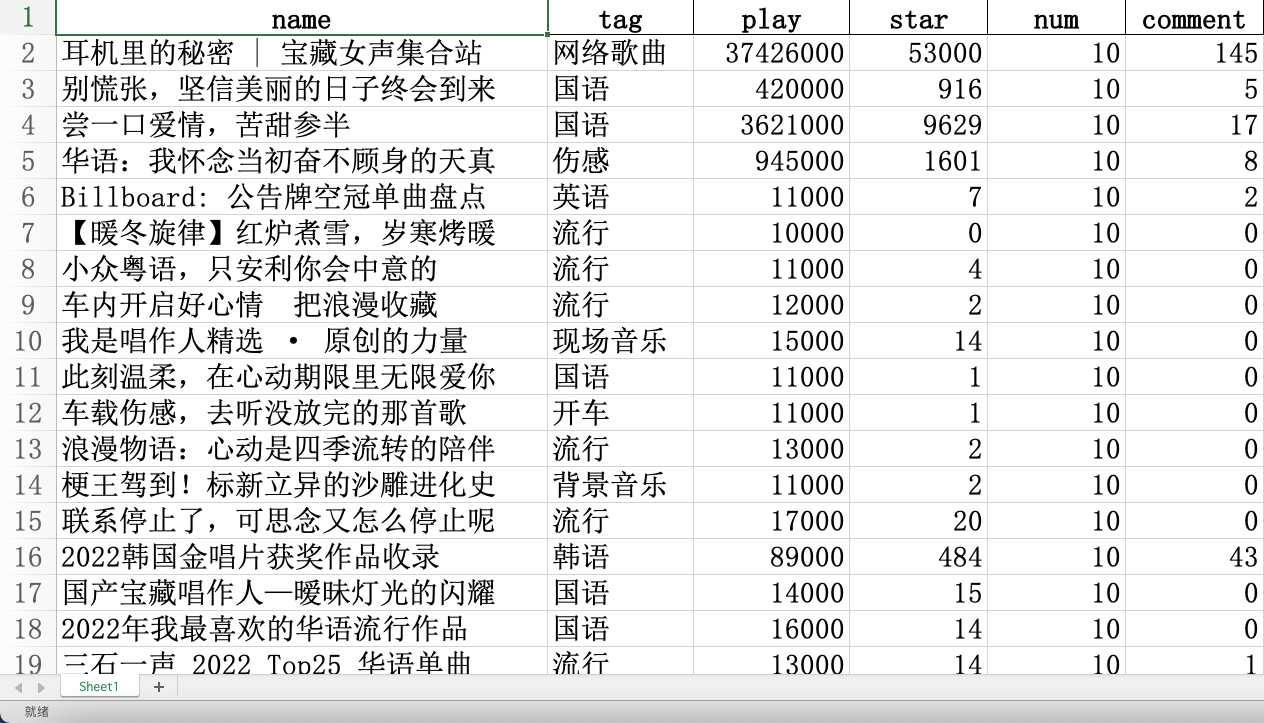 1 name tag play star num comment
2 耳机里的秘密 | 宝藏女声集合站 网络歌曲 37426000 53000 10 145
3 别慌张，坚信美丽的日子终会到来 国语 420000 916 10 5
4 尝一口爱情，苦甜参半 国语 3621000 9629 10 17
5 华语：我怀念当初奋不顾身的天真 伤感 945000 1601 10 8
6 Billboard: 公告牌空冠单曲盘点 英语 11000 7 10 2
7 【暖冬旋律】红炉煮雪，岁寒烤暖 流行 10000 0 10 0
8 小众粤语，只安利你会中意的 流行 11000 4 10 0
9 车内开启好心情 把浪漫收藏 流行 12000 2 10 0
10 我是唱作人精选 • 原创的力量 现场音乐 15000 14 10 0
11 此刻温柔，在心动期限里无限爱你 国语 11000 1 10 0
12 车载伤感，去听没放完的那首歌 开车 11000 1 10 0
13 浪漫物语：心动是四季流转的陪伴 流行 13000 2 10 0
14 梗王驾到！标新立异的沙雕进化史 背景音乐 11000 2 10 0
15 联系停止了，可思念又怎么停止呢 流行 17000 20 10 0
16 2022韩国金唱片获奖作品收录 韩语 89000 484 10 43
17 国产宝藏唱作人—暧昧灯光的闪耀 国语 14000 15 10 0
18 2022年我最喜欢的华语流行作品 国语 16000 14 10 0
19 三石一声 2022 Top25 华语单曲 流行 13000 14 10 1
Sheet1 +
就绪